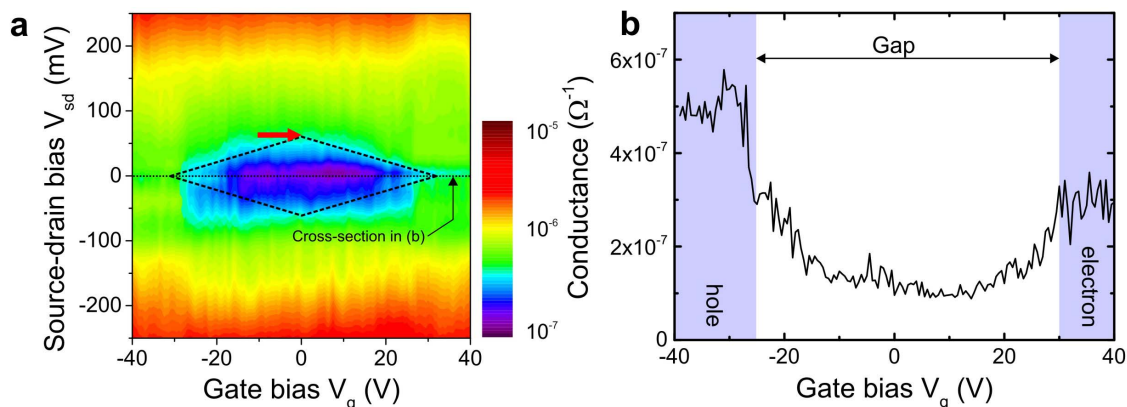 a
Source-drain bias V_sd (mV)
200
100
0
-100
-200
-40
-20
0
20
40
Gate bias V_g (V)
Cross-section in (b)
10^-5
10^-6
10^-7
b
Conductance (Ω^-1)
6x10^-7
4x10^-7
2x10^-7
0
-40
-20
0
20
40
Gate bias V_g (V)
Gap
hole
electron